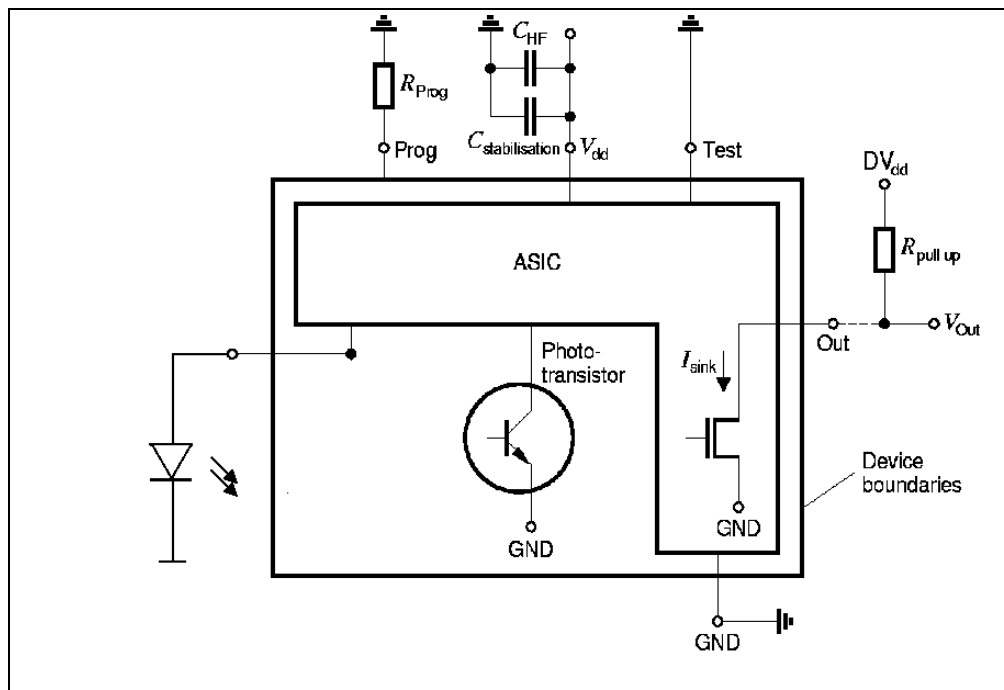 C_HF
R_Prog
C_stabilisation
V_dd
Prog
Test
DV_dd
R_pull up
ASIC
V_Out
Out
Photo-
transistor
I_sink
Device
boundaries
GND
GND
GND